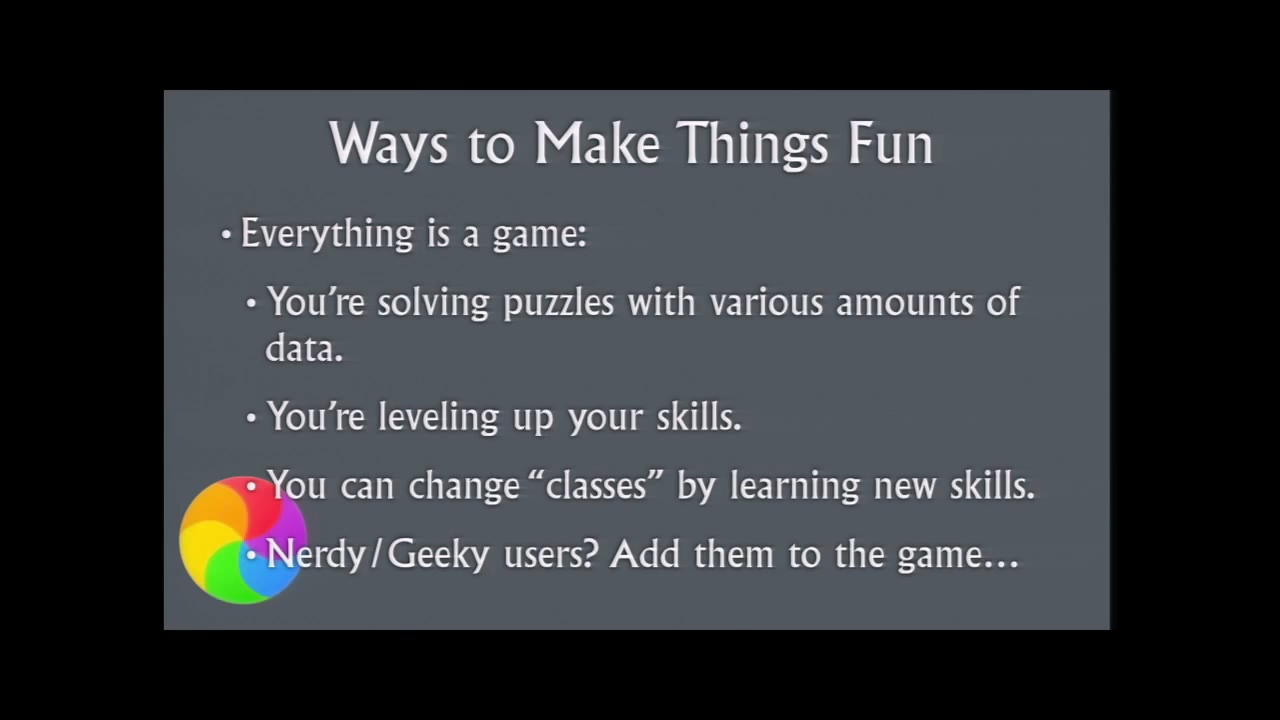 Ways to Make Things Fun
• Everything is a game:
• You’re solving puzzles with various amounts of
data.
• You’re leveling up your skills.
• You can change “classes” by learning new skills.
• Nerdy/Geeky users? Add them to the game...